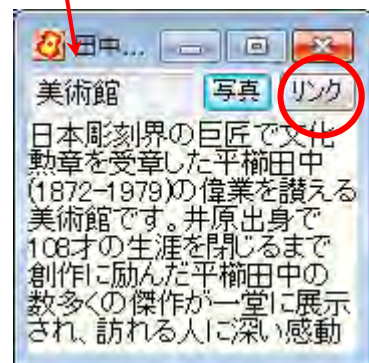 田中...
美術館 写真 リンク
日本彫刻界の巨匠で文化
勲章を受章した平櫛田中
(1872-1979)の偉業を讃える
美術館です。井原出身で
108才の生涯を閉じるまで
創作に励んだ平櫛田中の
数多くの傑作が一堂に展示
され、訪れる人に深い感動